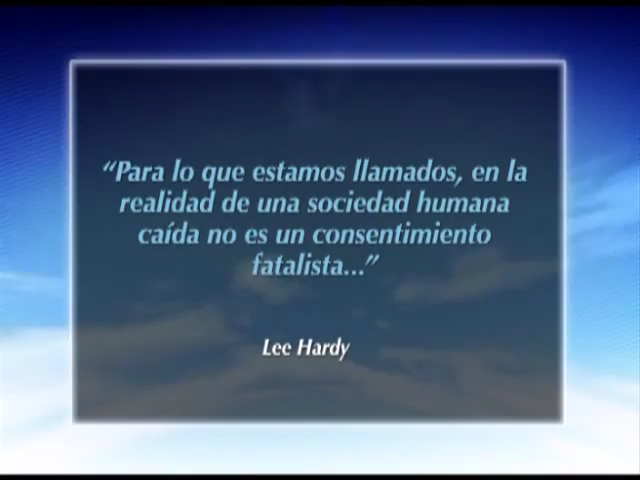 “Para lo que estamos llamados, en la
realidad de una sociedad humana
caída no es un consentimiento
fatalista...”
Lee Hardy